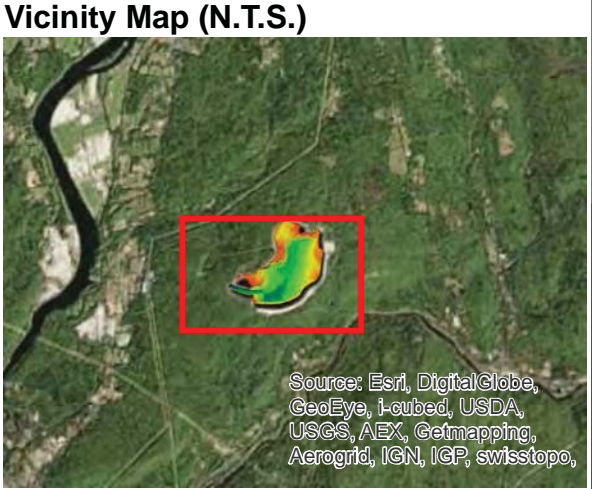 Vicinity Map (N.T.S.)
Source: Esri, DigitalGlobe,
GeoEye, i-cubed, USDA,
USGS, AEX, Getmapping,
Aerogrid, IGN, IGP, swisstopo,